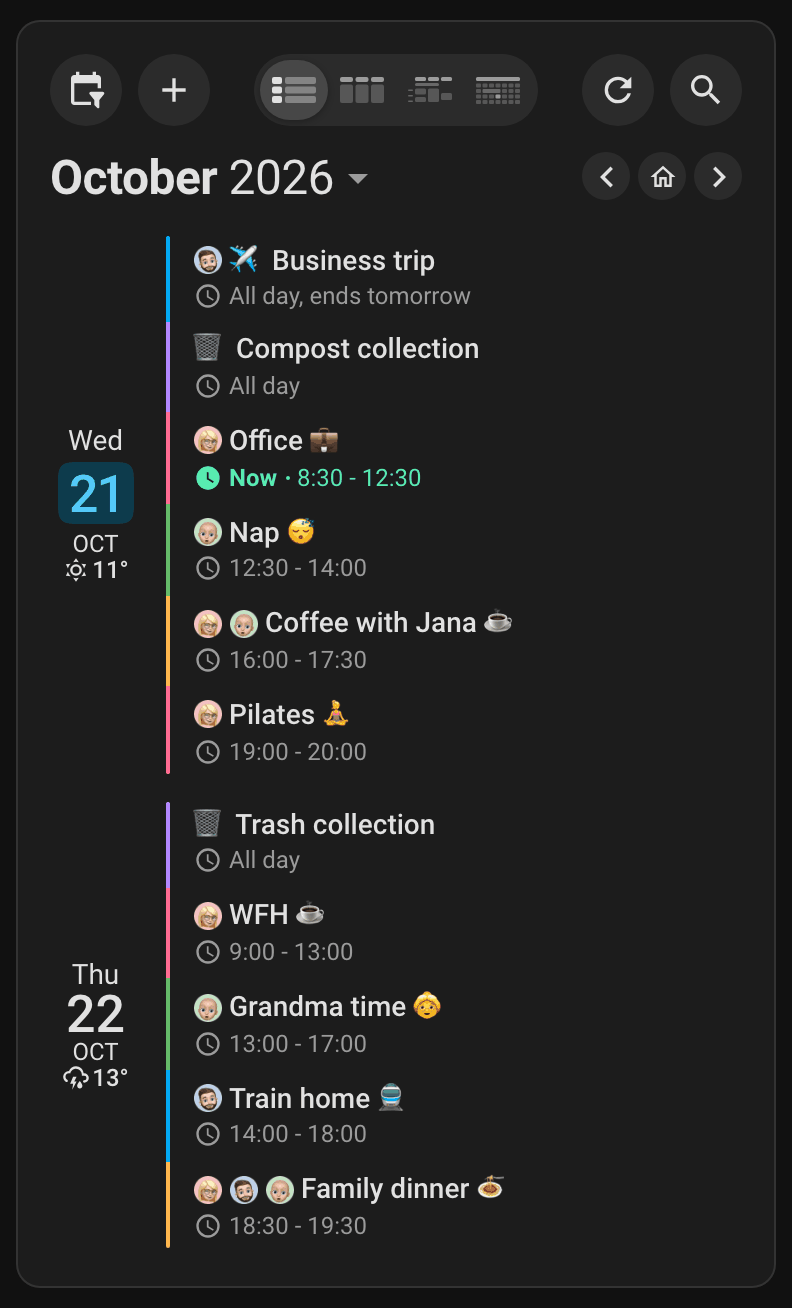 October 2026
Business trip
All day, ends tomorrow
Compost collection
All day
Wed
21
OCT
11°
Office
Now · 8:30 - 12:30
Nap
12:30 - 14:00
Coffee with Jana
16:00 - 17:30
Pilates
19:00 - 20:00
Trash collection
All day
WFH
9:00 - 13:00
Thu
22
OCT
13°
Grandma time
13:00 - 17:00
Train home
14:00 - 18:00
Family dinner
18:30 - 19:30